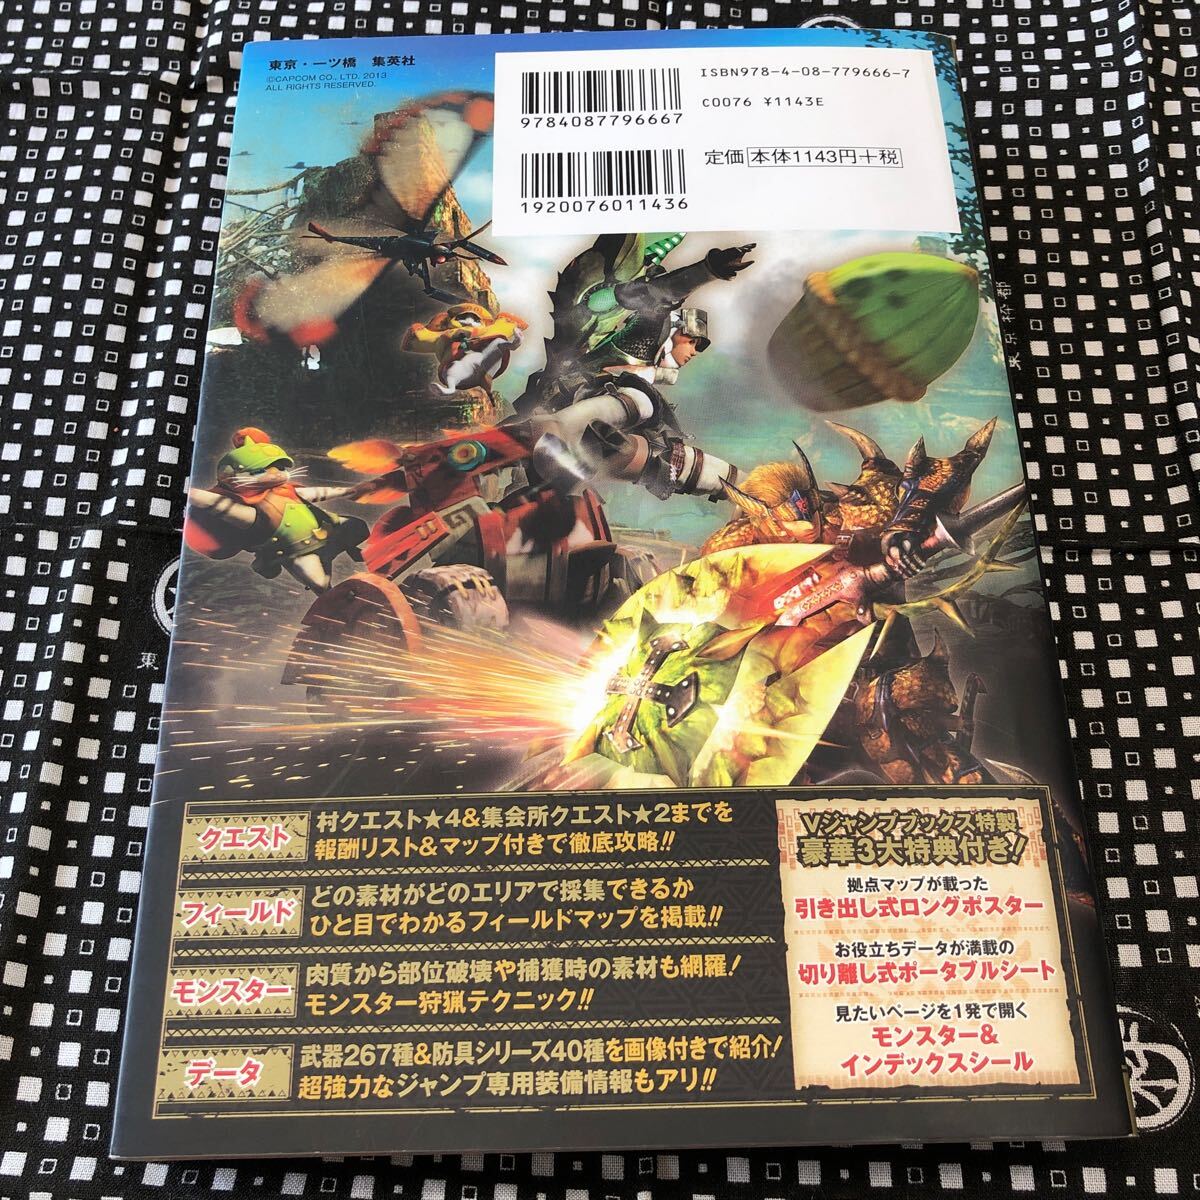 東京・一ツ橋 集英社
©CAPCOM CO., LTD. 2013
ALL RIGHTS RESERVED.
9784087796667
ISBN978-4-08-779666-7
C0076 ¥1143E
定価 本体1143円+税
1920076011436
クエスト
村クエスト★4&集会所クエスト★2までを
報酬リスト&マップ付きで徹底攻略!!
フィールド
どの素材がどのエリアで採集できるか
ひと目でわかるフィールドマップを掲載!!
モンスター
肉質から部位破壊や捕獲時の素材も網羅!
モンスター狩猟テクニック!!
データ
武器267種&防具シリーズ40種を画像付きで紹介!
超強力なジャンプ専用装備情報もアリ!!
Vジャンプブックス特製
豪華3大特典付き!
拠点マップが載った
引き出し式ロングポスター
お役立ちデータが満載の
切り離し式ポータブルシート
見たいページを1発で開く
モンスター&
インデックスシール